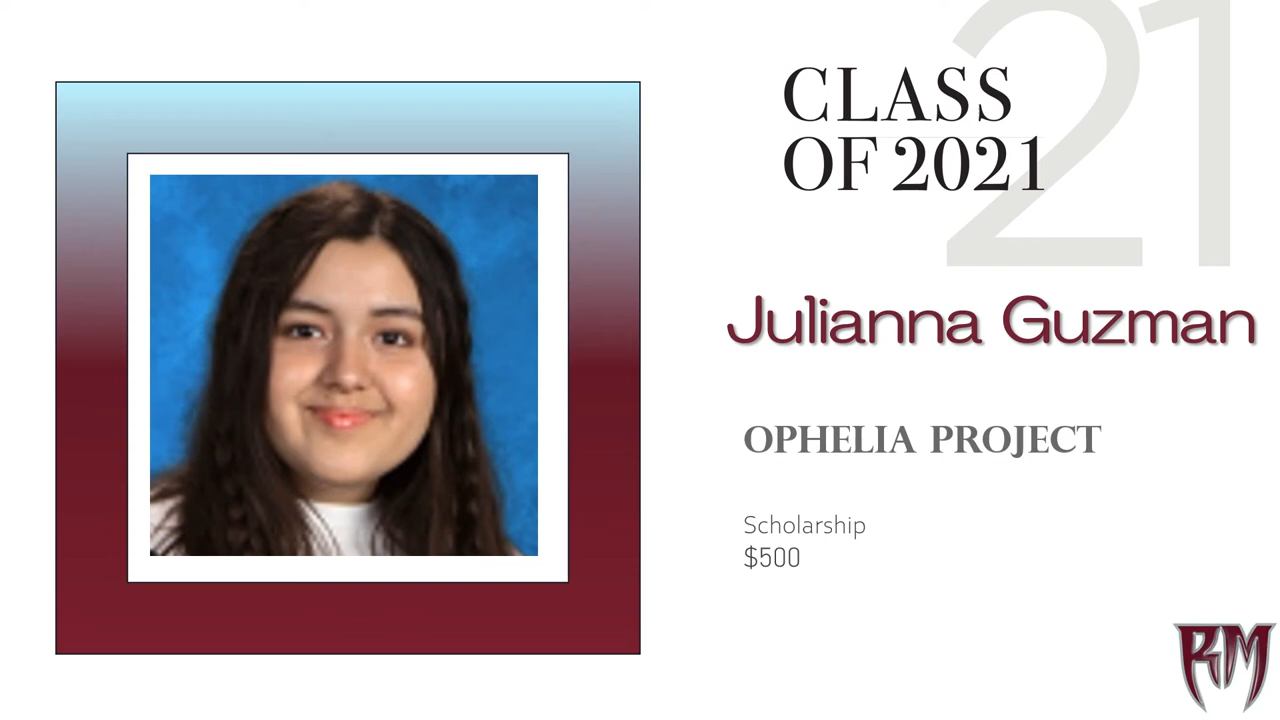 21
CLASS
OF 2021
Julianna Guzman
OPHELIA PROJECT
Scholarship
$500
RM